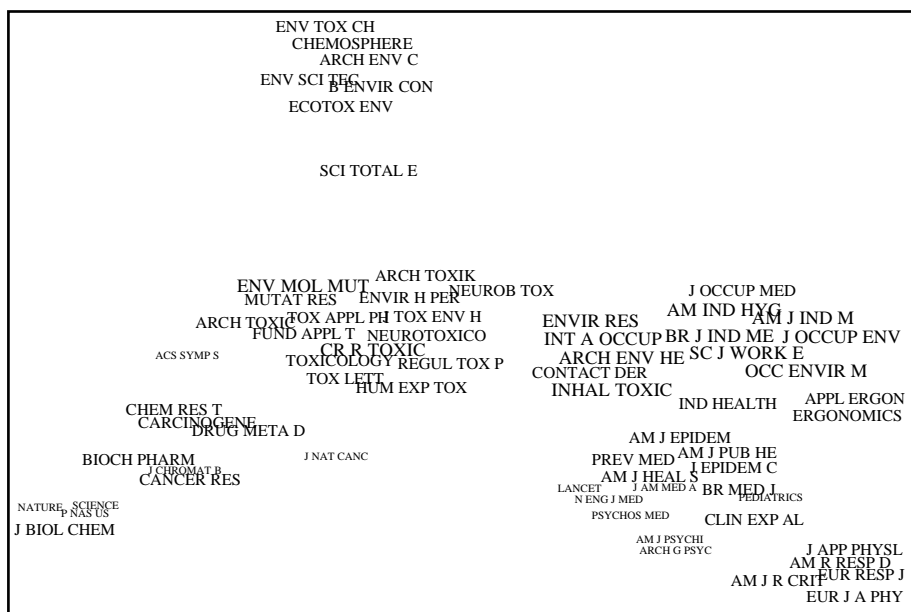 ENV TOX CH
CHEMOSPHERE
ARCH ENV C
ENV SCI TEC
B ENVIR CON
ECOTOX ENV
SCI TOTAL E
ARCH TOXIK
ENV MOL MUT
NEUROB TOX
J OCCUP MED
MUTAT RES
ENVIR H PER
AM IND HYG
TOX APPL PH
J TOX ENV H
AM J IND M
ARCH TOXIC
ENVIR RES
FUND APPL T
NEUROTOXICO
INT A OCCUP
BR J IND ME
J OCCUP ENV
CR R TOXIC
SC J WORK E
ACS SYMP S
ARCH ENV HE
TOXICOLOGY
REGUL TOX P
CONTACT DER
OCC ENVIR M
TOX LETT
HUM EXP TOX
INHAL TOXIC
APPL ERGON
IND HEALTH
CHEM RES T
ERGONOMICS
CARCINOGENE
DRUG META D
AM J EPIDEM
J NAT CANC
AM J PUB HE
BIOCH PHARM
PREV MED
J CHROMAT B
J EPIDEM C
CANCER RES
AM J HEAL S
LANCET
J AM MED A
BR MED J
N ENG J MED
PEDIATRICS
NATURE
SCIENCE
P NAS US
PSYCHOS MED
CLIN EXP AL
J BIOL CHEM
AM J PSYCHI
ARCH G PSYC
J APP PHYSL
AM R RESP D
AM J R CRIT
EUR RESP J
EUR J A PHY